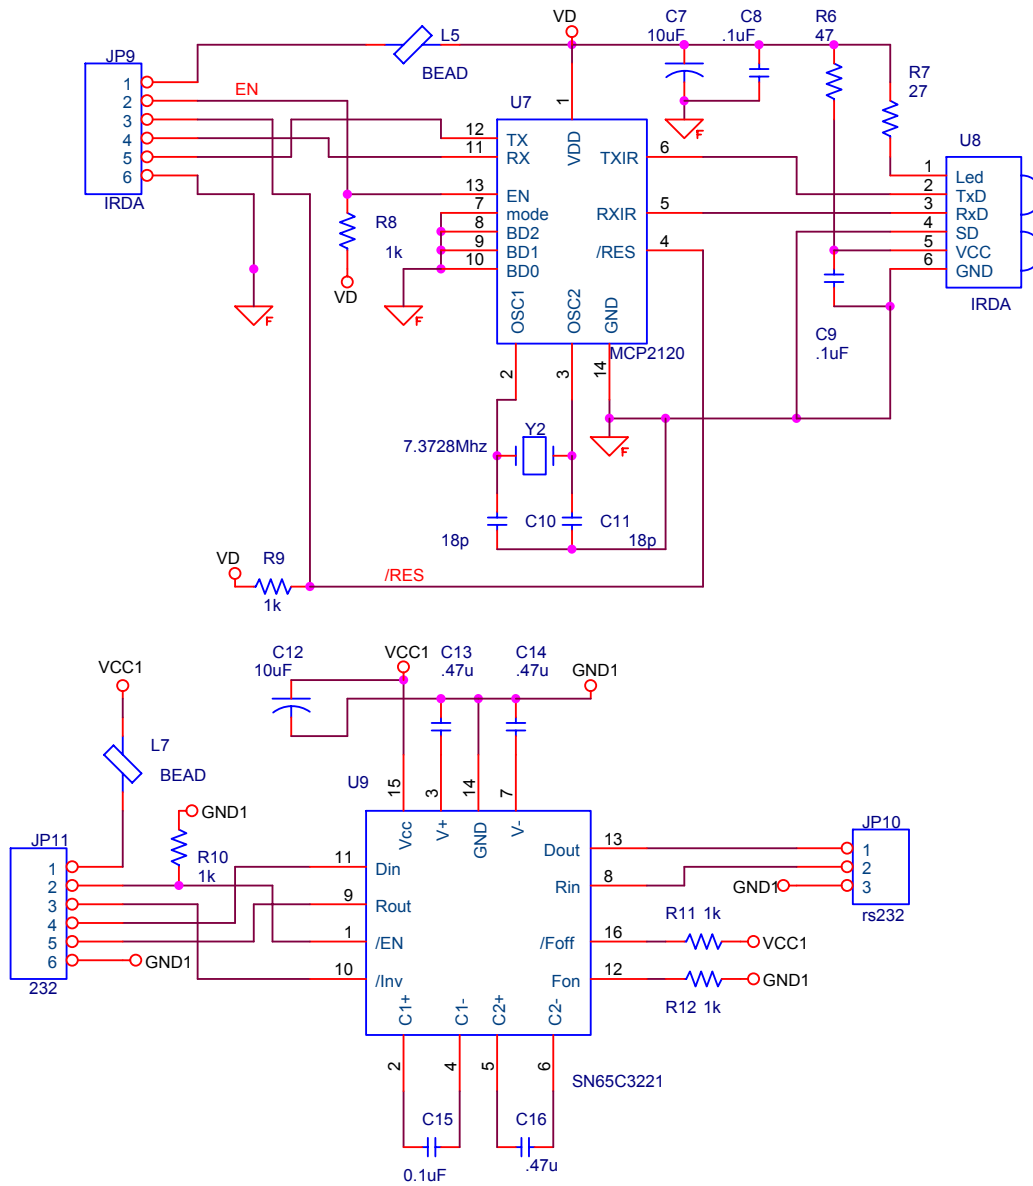 VD
L5
BEAD
C7
10uF
C8
.1uF
R6
47
R7
27
JP9
1
2
3
4
5
6
IRDA
EN
U7
1
VDD
12
TX
11
RX
13
EN
7
mode
8
BD2
9
BD1
10
BD0
TXIR
6
RXIR
5
/RES
4
OSC1
OSC2
GND
2
3
14
MCP2120
U8
1
Led
2
TxD
3
RxD
4
SD
5
VCC
6
GND
IRDA
R8
1k
VD
F
F
F
F
C9
.1uF
7.3728Mhz
Y2
C10
18p
C11
18p
VD
R9
1k
/RES
VCC1
L7
BEAD
C12
10uF
VCC1
C13
.47u
C14
.47u
GND1
U9
15
Vcc
3
V+
14
GND
7
V-
GND1
R10
1k
JP11
1
2
3
4
5
6
232
GND1
11
Din
9
Rout
1
/EN
10
/Inv
Dout
13
Rin
8
/Foff
16
Fon
12
C1+
C1-
C2+
C2-
2
4
5
6
SN65C3221
JP10
1
2
3
rs232
GND1
R11 1k
VCC1
GND1
R12 1k
C15
0.1uF
C16
.47u